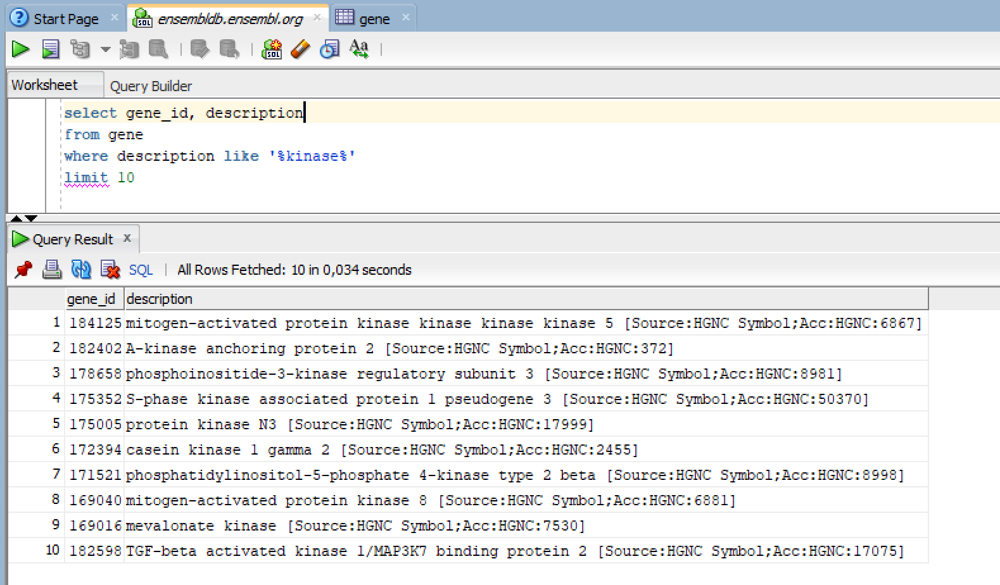 Start Page
ensembldb.ensembl.org
gene
SQL
Aa
Worksheet
Query Builder
select gene_id, description
from gene
where description like '%kinase%'
limit 10
Query Result x
SQL | All Rows Fetched: 10 in 0,034 seconds
gene_id description
1 184125 mitogen-activated protein kinase kinase kinase kinase 5 [Source:HGNC Symbol;Acc:HGNC:6867]
2 182402 A-kinase anchoring protein 2 [Source:HGNC Symbol;Acc:HGNC:372]
3 178658 phosphoinositide-3-kinase regulatory subunit 3 [Source:HGNC Symbol;Acc:HGNC:8981]
4 175352 S-phase kinase associated protein 1 pseudogene 3 [Source:HGNC Symbol;Acc:HGNC:50370]
5 175005 protein kinase N3 [Source:HGNC Symbol;Acc:HGNC:17999]
6 172394 casein kinase 1 gamma 2 [Source:HGNC Symbol;Acc:HGNC:2455]
7 171521 phosphatidylinositol-5-phosphate 4-kinase type 2 beta [Source:HGNC Symbol;Acc:HGNC:8998]
8 169040 mitogen-activated protein kinase 8 [Source:HGNC Symbol;Acc:HGNC:6881]
9 169016 mevalonate kinase [Source:HGNC Symbol;Acc:HGNC:7530]
10 182598 TGF-beta activated kinase 1/MAP3K7 binding protein 2 [Source:HGNC Symbol;Acc:HGNC:17075]